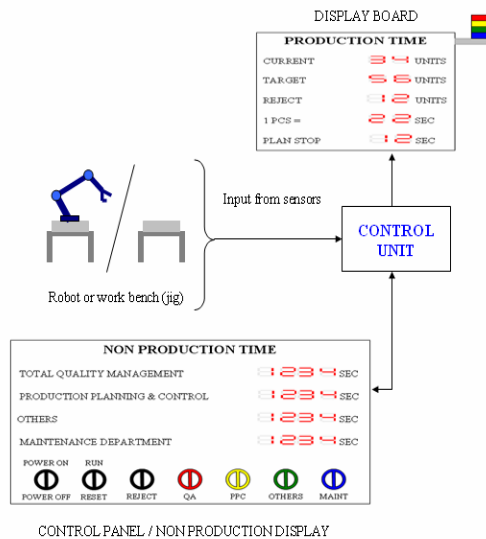 DISPLAY BOARD
PRODUCTION TIME
CURRENT 34 UNITS
TARGET 56 UNITS
REJECT 12 UNITS
1 PCS = 22 SEC
PLAN STOP 12 SEC
Input from sensors
CONTROL
UNIT
Robot or work bench (jig)
NON PRODUCTION TIME
TOTAL QUALITY MANAGEMENT 1234 SEC
PRODUCTION PLANNING & CONTROL 1234 SEC
OTHERS 1234 SEC
MAINTENANCE DEPARTMENT 1234 SEC
POWER ON RUN
POWER OFF RESET REJECT QA PPC OTHERS MAINT
CONTROL PANEL / NON PRODUCTION DISPLAY